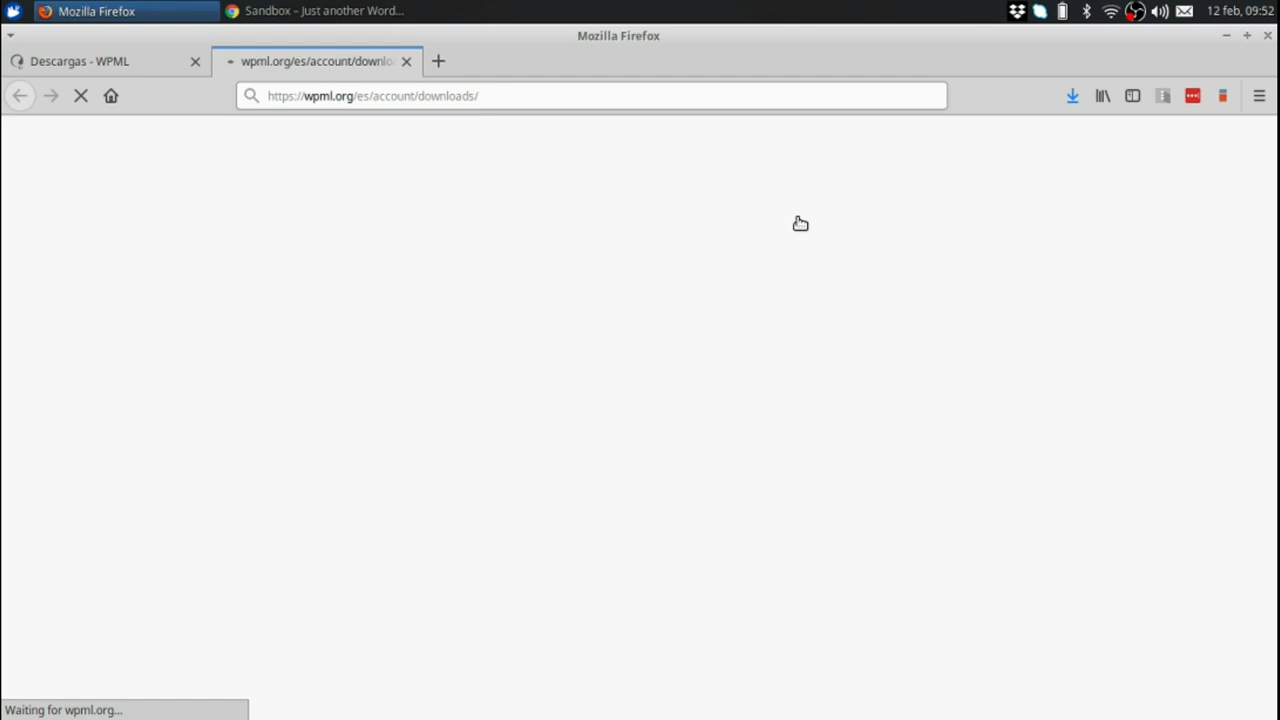 Mozilla Firefox
Sandbox – Just another Word...
12 feb, 09:52
Mozilla Firefox
Descargas - WPML
wpml.org/es/account/downlo
https://wpml.org/es/account/downloads/
Waiting for wpml.org...